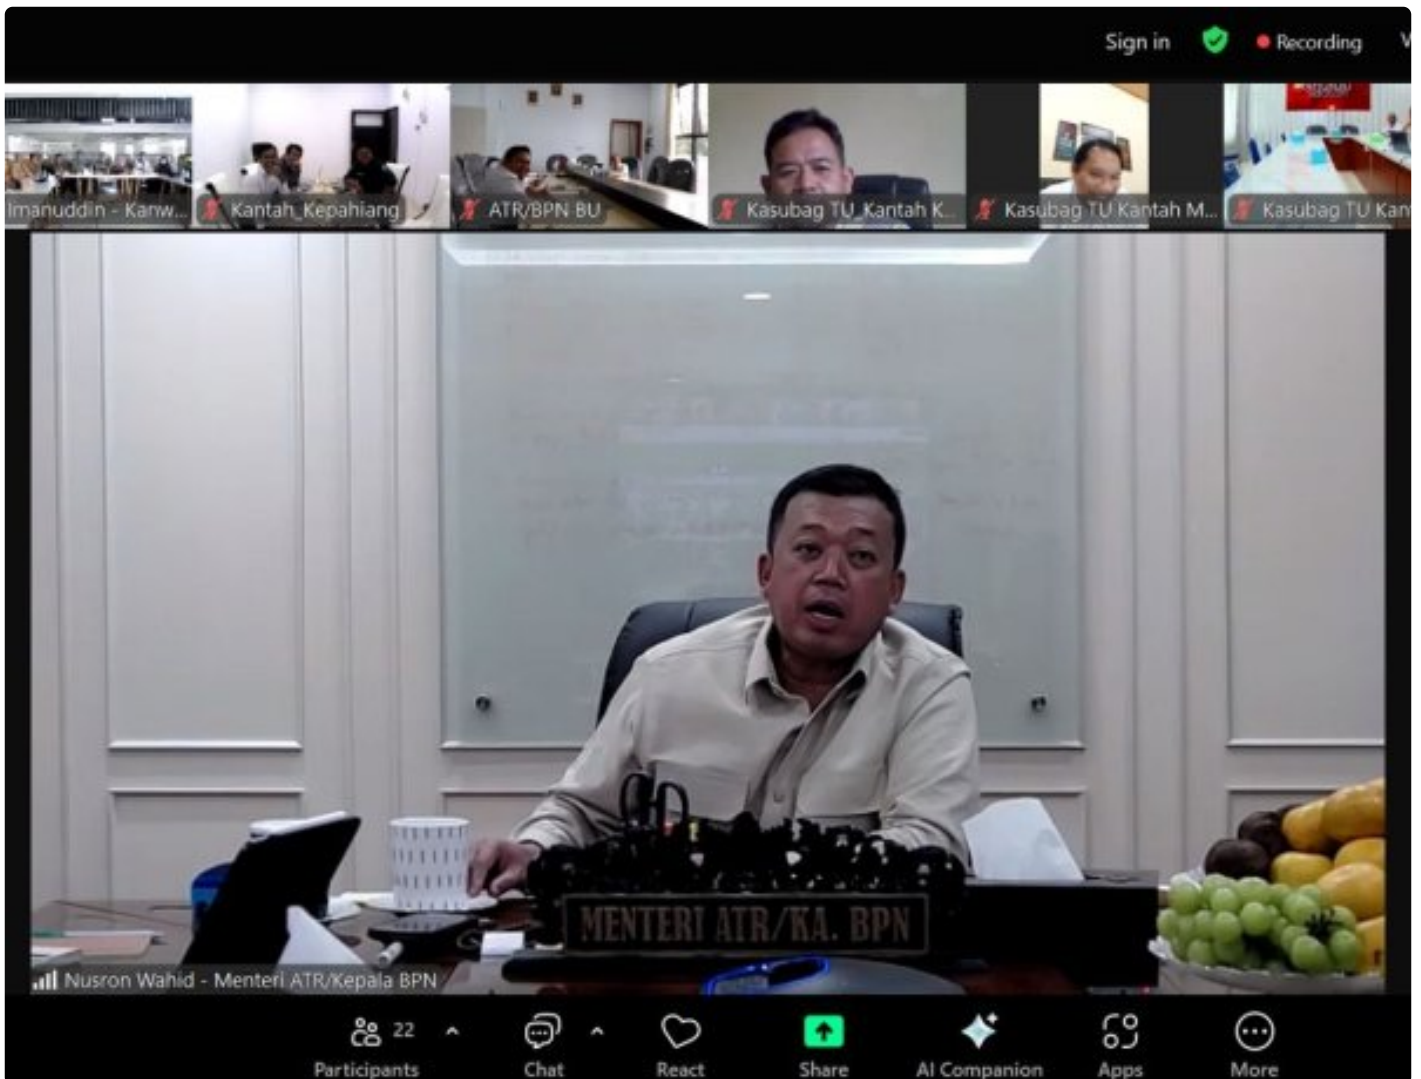 Sign in
Recording
Imanuddin - Kanw...
Kantah_Kepahiang
ATR/BPN BU
Kasubag TU_Kantah K...
Kasubag TU Kantah M...
Kasubag TU Kan
MENTERI ATR/KA. BPN
Nusron Wahid - Menteri ATR/Kepala BPN
22
Participants
Chat
React
Share
AI Companion
Apps
More